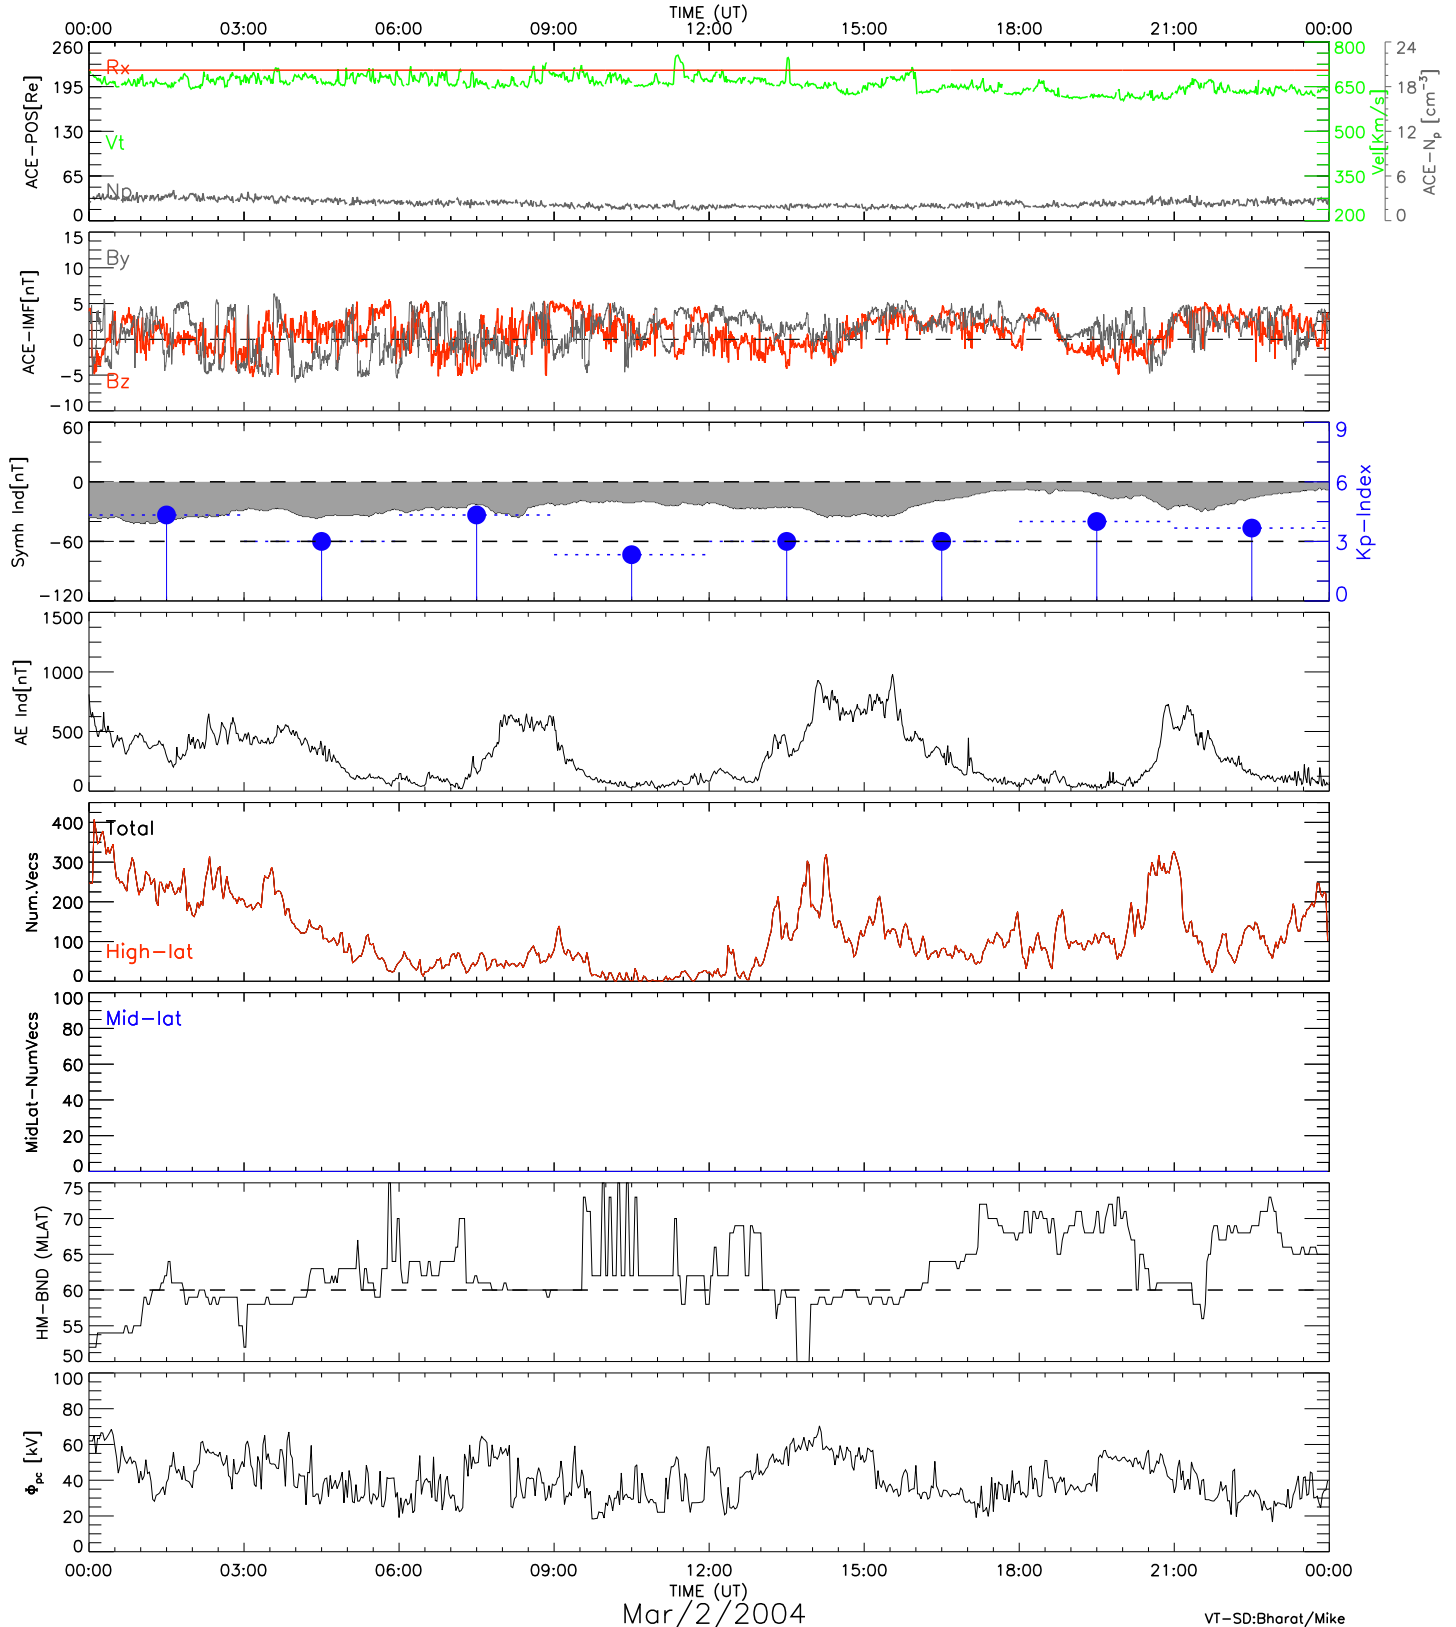 TIME (UT)
00:00 03:00 06:00 09:00 12:00 15:00 18:00 21:00 00:00
260 195 130 65 0
ACE-POS[Re]
Rx
Vt
Np
800 650 500 350 200
Vel[Km/s]
24 18 12 6 0
ACE-Np [cm-3]
15 10 5 0 -5 -10
ACE-IMF[nT]
By
Bz
60 0 -60 -120
Symh Ind[nT]
9 6 3 0
Kp-Index
1500 1000 500 0
AE Ind[nT]
400 300 200 100 0
Num.Vecs
Total
High-lat
100 80 60 40 20 0
MidLat-NumVecs
Mid-lat
75 70 65 60 55 50
HM-BND (MLAT)
100 80 60 40 20 0
Φpc [kV]
00:00 03:00 06:00 09:00 12:00 15:00 18:00 21:00 00:00
TIME (UT)
Mar/2/2004
VT-SD:Bharat/Mike